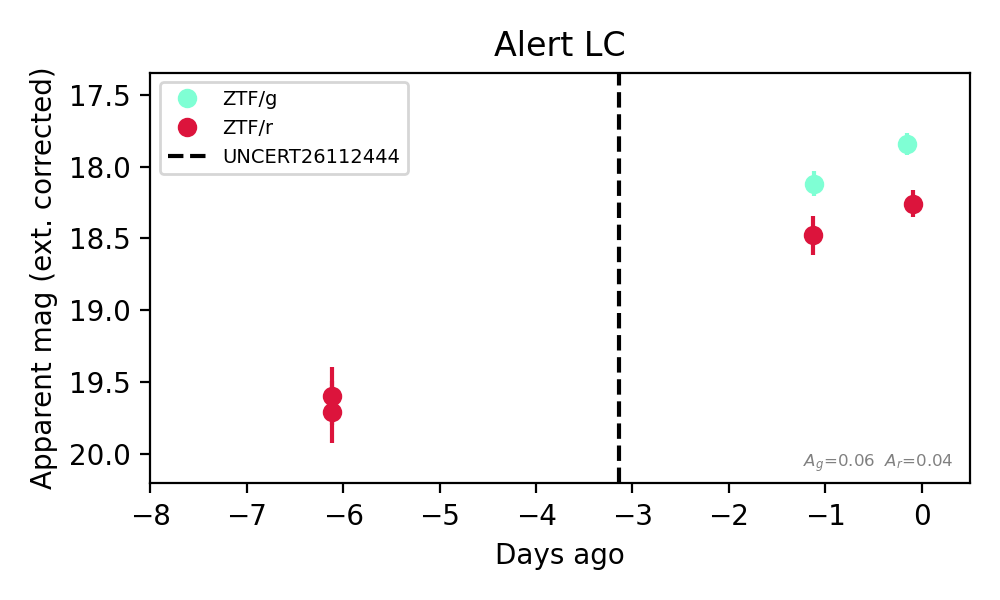 Alert LC
Apparent mag (ext. corrected)
17.5
18.0
18.5
19.0
19.5
20.0
ZTF/g
ZTF/r
UNCERT26112444
A_g=0.06 A_r=0.04
−8 −7 −6 −5 −4 −3 −2 −1 0
Days ago